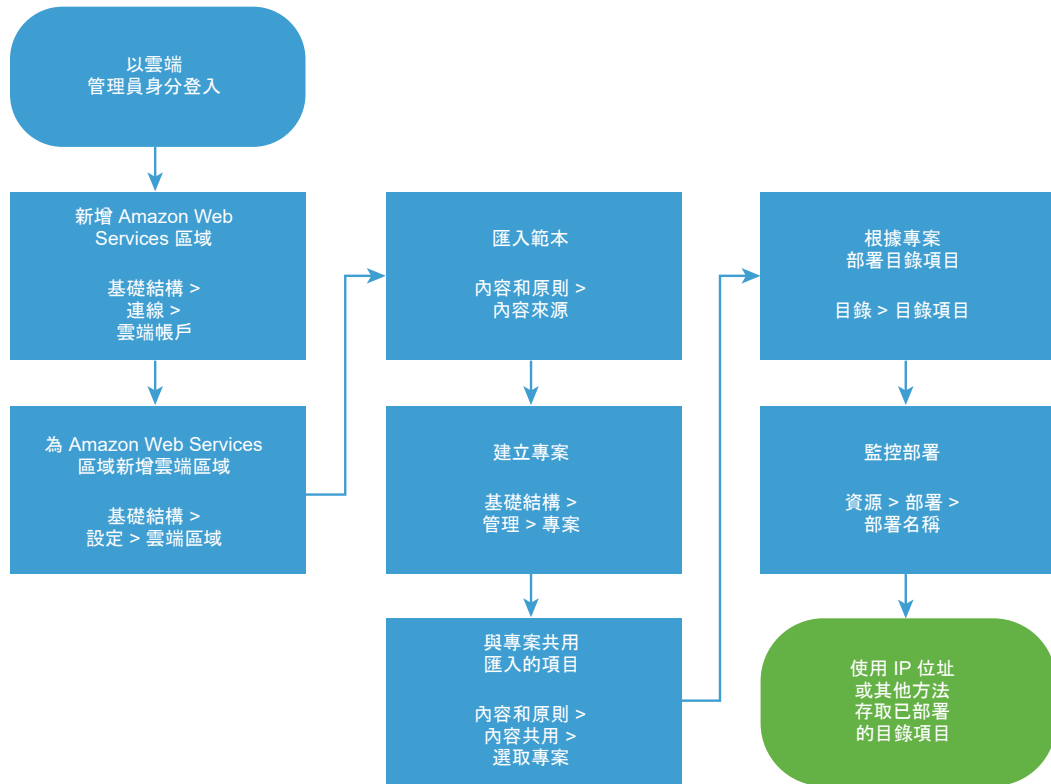 以雲端
管理員身分登入
新增 Amazon Web
Services 區域
基礎結構 >
連線 >
雲端帳戶
為 Amazon Web Services
區域新增雲端區域
基礎結構 >
設定 > 雲端區域
匯入範本
內容和原則 >
內容來源
建立專案
基礎結構 >
管理 > 專案
與專案共用
匯入的項目
內容和原則 >
內容共用 >
選取專案
根據專案
部署目錄項目
目錄 > 目錄項目
監控部署
資源 > 部署 >
部署名稱
使用 IP 位址
或其他方法
存取已部署
的目錄項目